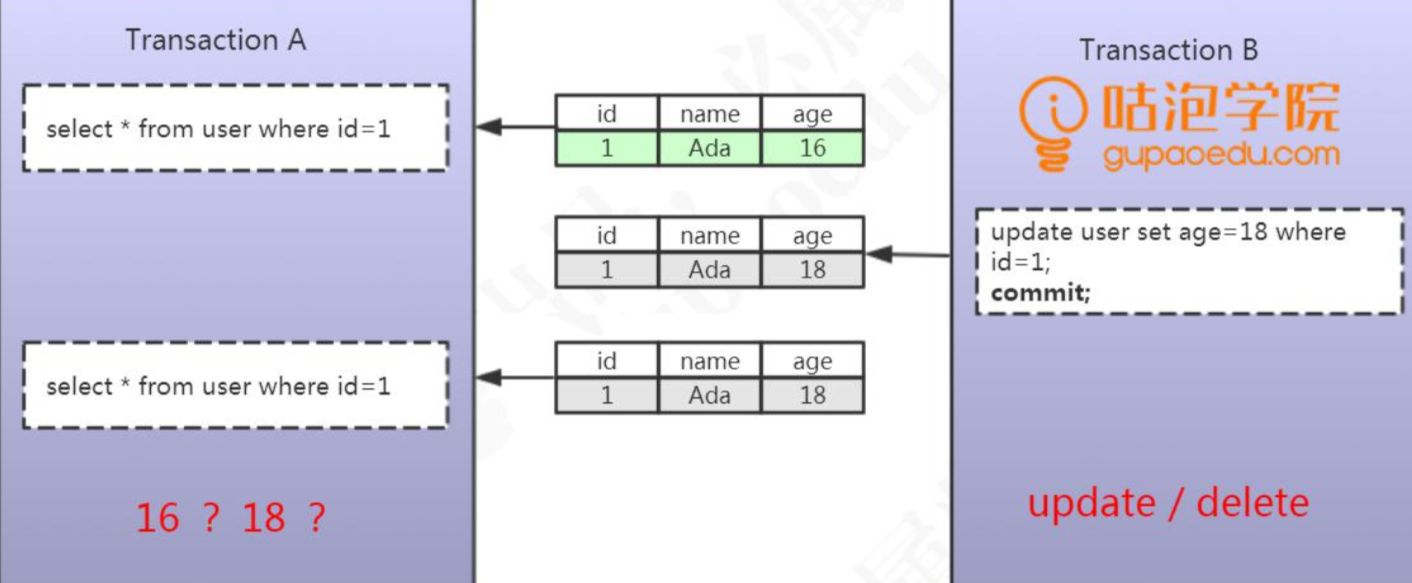 Transaction A
select * from user where id=1
id name age
1 Ada 16
Transaction B
咕泡学院
gupaoedu.com
update user set age=18 where
id=1;
commit;
id name age
1 Ada 18
select * from user where id=1
id name age
1 Ada 18
16 ? 18 ?
update / delete